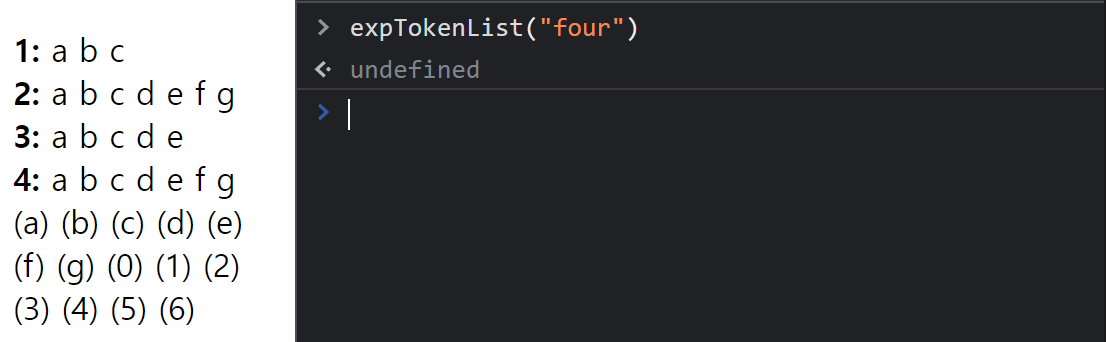 1: a b c
2: a b c d e f g
3: a b c d e
4: a b c d e f g
(a) (b) (c) (d) (e)
(f) (g) (0) (1) (2)
(3) (4) (5) (6)
> expTokenList("four")
<· undefined
>